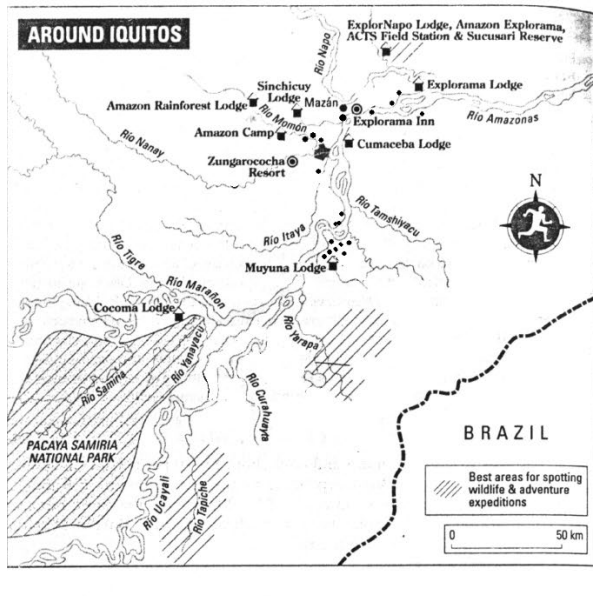 AROUND IQUITOS
ExplorNapo Lodge, Amazon Explorama,
ACTS Field Station & Sucusari Reserve
Río Napo
Sinchicuy
Lodge
Mazán
Explorama Lodge
Amazon Rainforest Lodge
Río Momón
Explorama Inn
Río Amazonas
Río Nanay
Amazon Camp
Cumaceba Lodge
Zungarococha
Resort
N
Río Tamshiyacu
Río Itaya
Río Tigre
Muyuna Lodge
Río Marañon
Cocoma Lodge
Río Yanayacu
Río Yarapa
Río Samiria
Río Curahuayta
BRAZIL
PACAYA SAMIRIA
NATIONAL PARK
Río Ucayali
Río Tapiche
Best areas for spotting
wildlife & adventure
expeditions
0 50 km